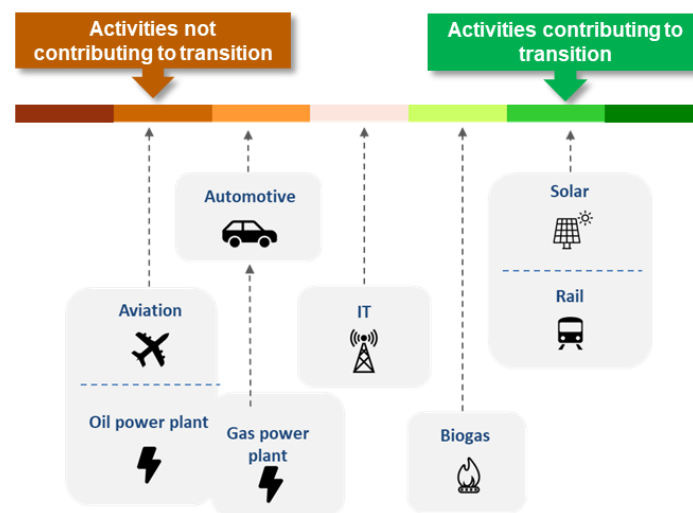 Activities not
contributing to transition
Activities contributing to
transition
Automotive
Solar
Rail
Aviation
IT
Oil power plant
Gas power
plant
Biogas